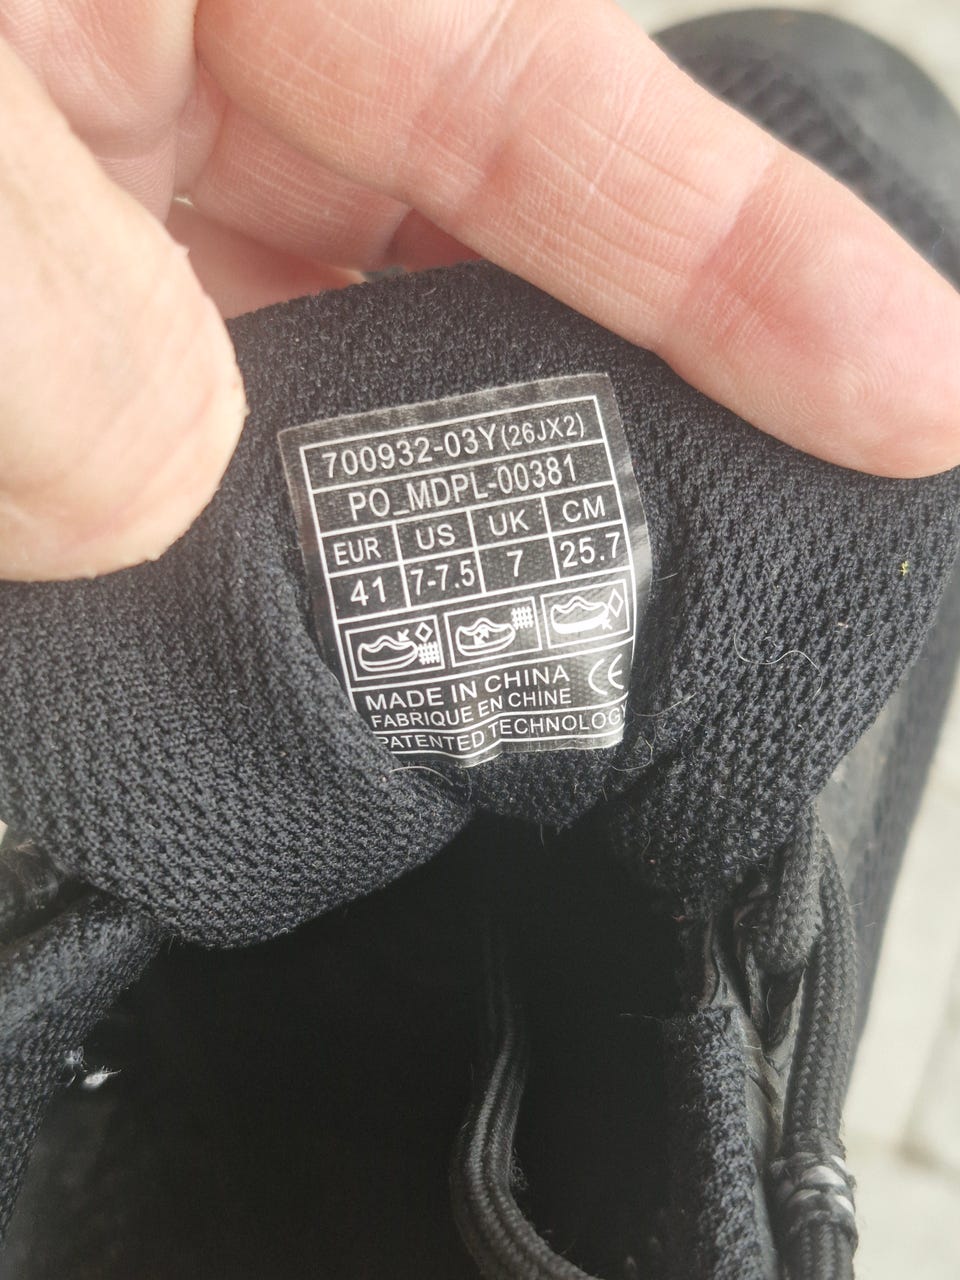 700932-03Y(26JX2)
PO_MDPL-00381
EUR US UK CM
41 7-7.5 7 25.7
MADE IN CHINA CE
FABRIQUE EN CHINE
PATENTED TECHNOLOGY